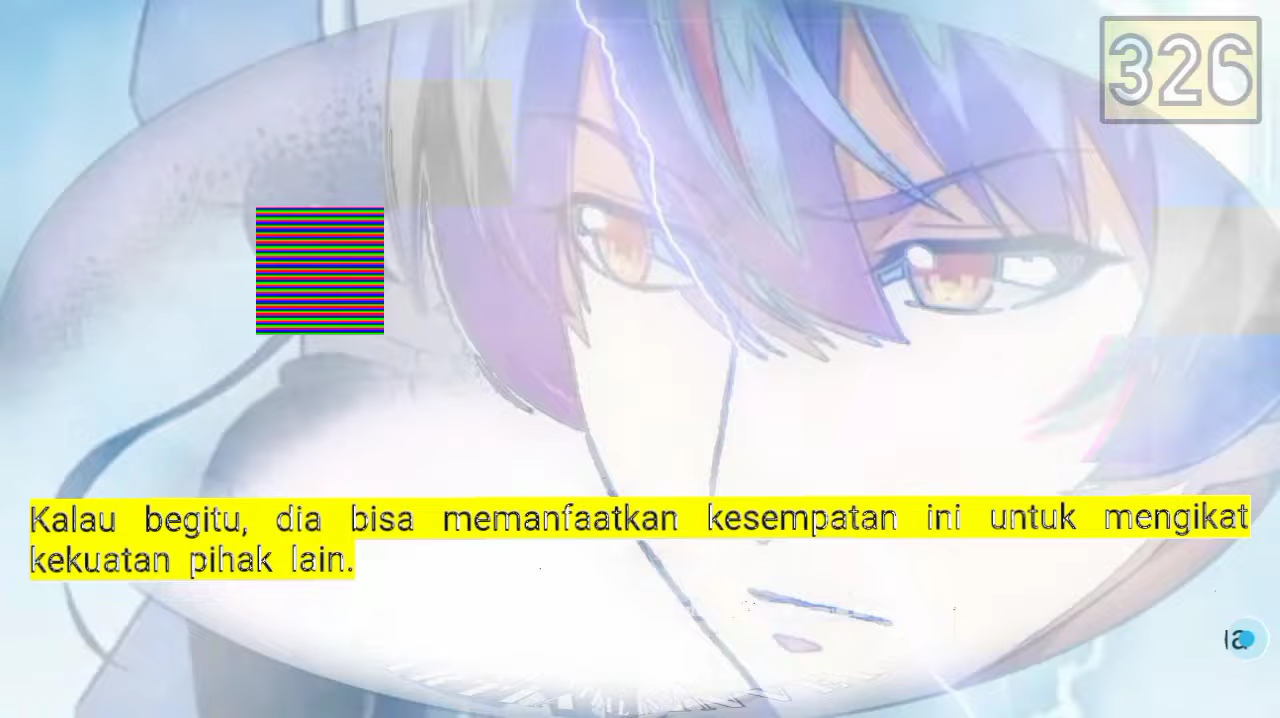 326
Kalau begitu, dia bisa memanfaatkan kesempatan ini untuk mengikat
kekuatan pihak lain.